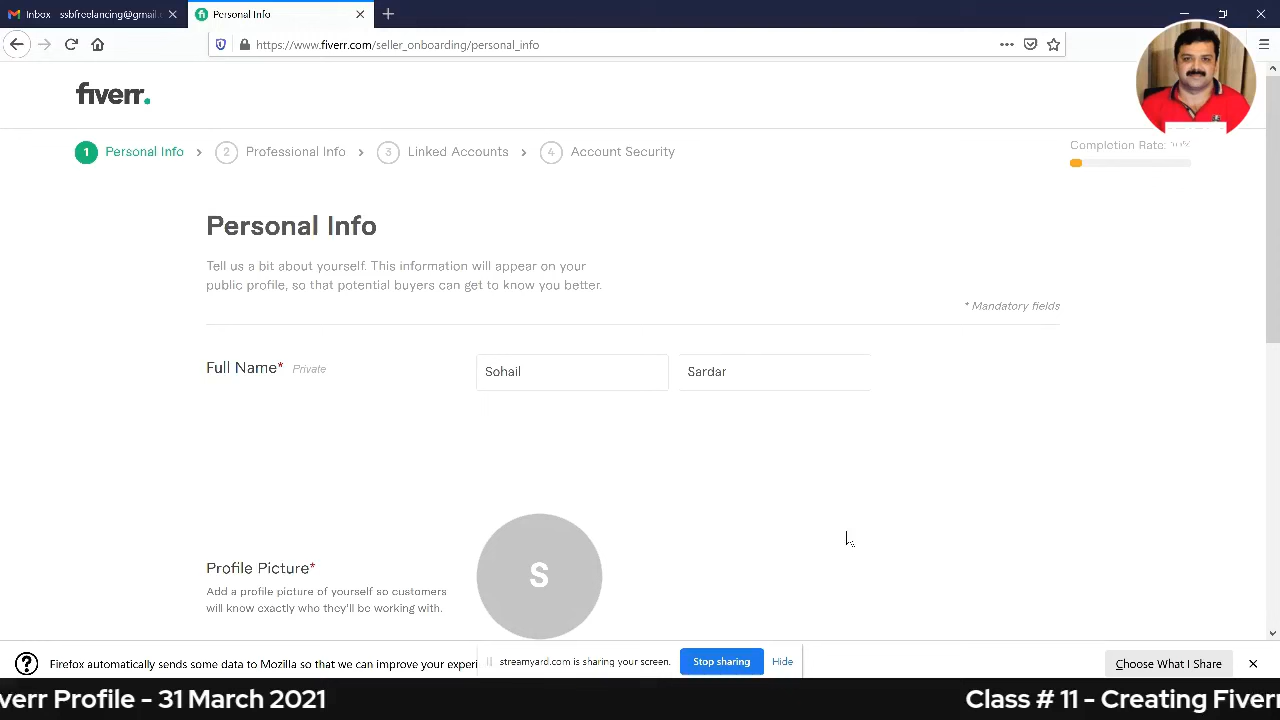 Inbox - ssbfreelancing@gmail.
Personal Info
https://www.fiverr.com/seller_onboarding/personal_info
fiverr.
1 Personal Info
2 Professional Info
3 Linked Accounts
4 Account Security
Completion Rate:
Personal Info
Tell us a bit about yourself. This information will appear on your
public profile, so that potential buyers can get to know you better.
* Mandatory fields
Full Name* Private
Sohail
Sardar
Profile Picture*
Add a profile picture of yourself so customers
will know exactly who they'll be working with.
S
Firefox automatically sends some data to Mozilla so that we can improve your experi
streamyard.com is sharing your screen.
Stop sharing
Hide
Choose What I Share
verr Profile - 31 March 2021
Class # 11 - Creating Fiverr